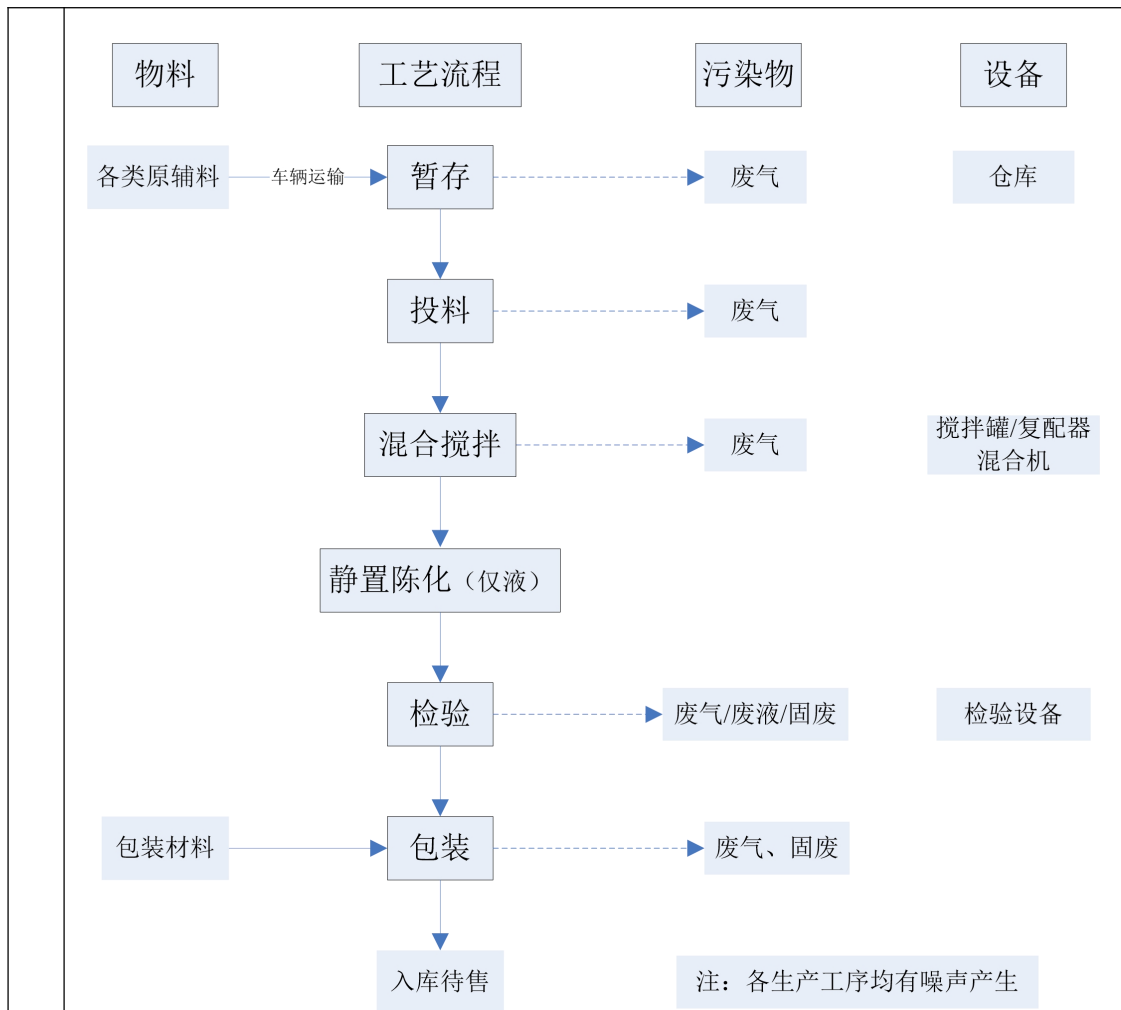 物料
工艺流程
污染物
设备
各类原辅料
车辆运输
暂存
废气
仓库
投料
废气
混合搅拌
废气
搅拌罐/复配器
混合机
静置陈化（仅液）
检验
废气/废液/固废
检验设备
包装材料
包装
废气、固废
入库待售
注：各生产工序均有噪声产生